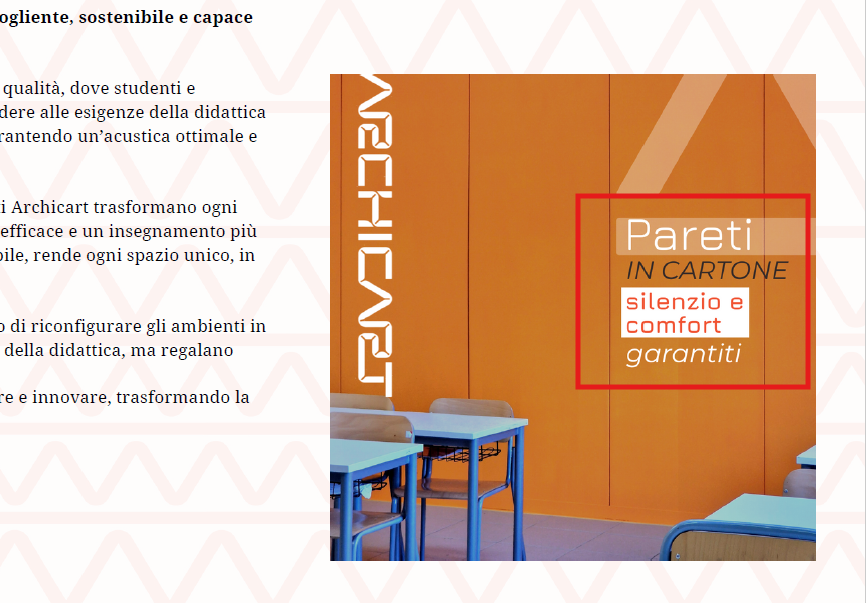 ogliente, sostenibile e capace
qualità, dove studenti e
dere alle esigenze della didattica
rantendo un’acustica ottimale e
i Archicart trasformano ogni
efficace e un insegnamento più
bile, rende ogni spazio unico, in
o di riconfigurare gli ambienti in
della didattica, ma regalano
re e innovare, trasformando la
ARCHICART
Pareti
IN CARTONE
silenzio e
comfort
garantiti